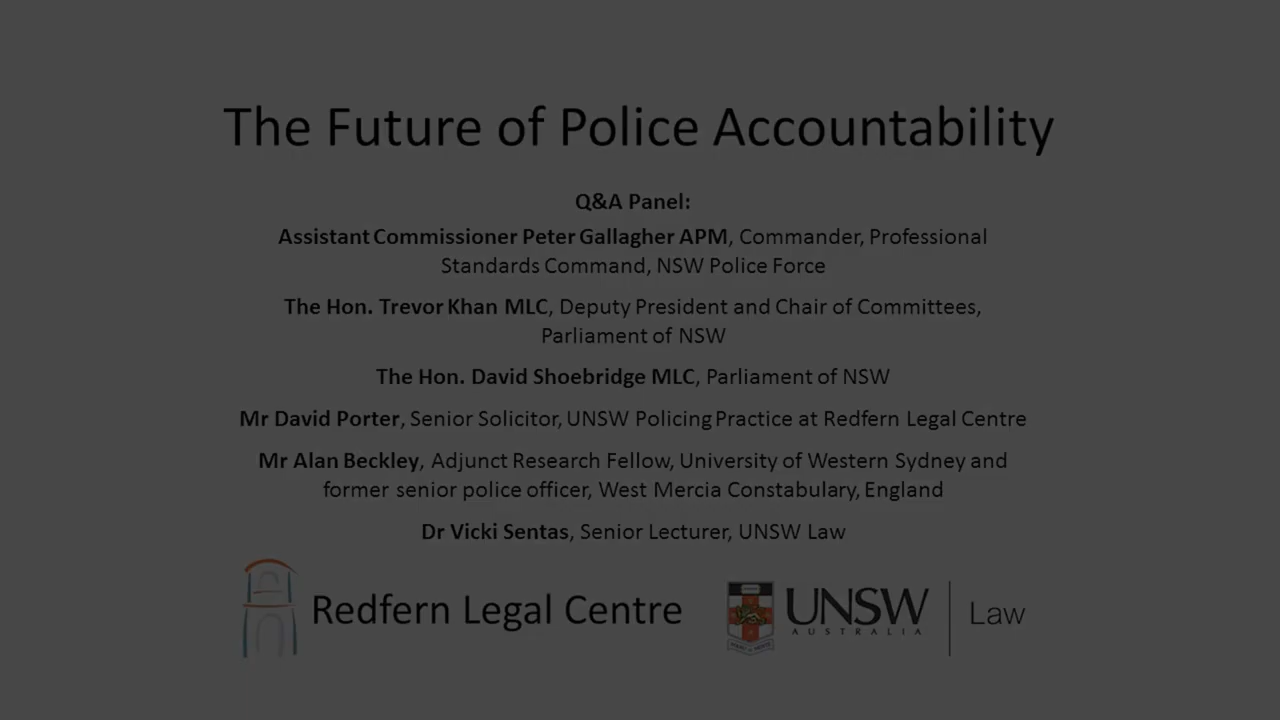 The Future of Police Accountability
Q&A Panel:
Assistant Commissioner Peter Gallagher APM, Commander, Professional
Standards Command, NSW Police Force
The Hon. Trevor Khan MLC, Deputy President and Chair of Committees,
Parliament of NSW
The Hon. David Shoebridge MLC, Parliament of NSW
Mr David Porter, Senior Solicitor, UNSW Policing Practice at Redfern Legal Centre
Mr Alan Beckley, Adjunct Research Fellow, University of Western Sydney and
former senior police officer, West Mercia Constabulary, England
Dr Vicki Sentas, Senior Lecturer, UNSW Law
Redfern Legal Centre
UNSW
AUSTRALIA
Law